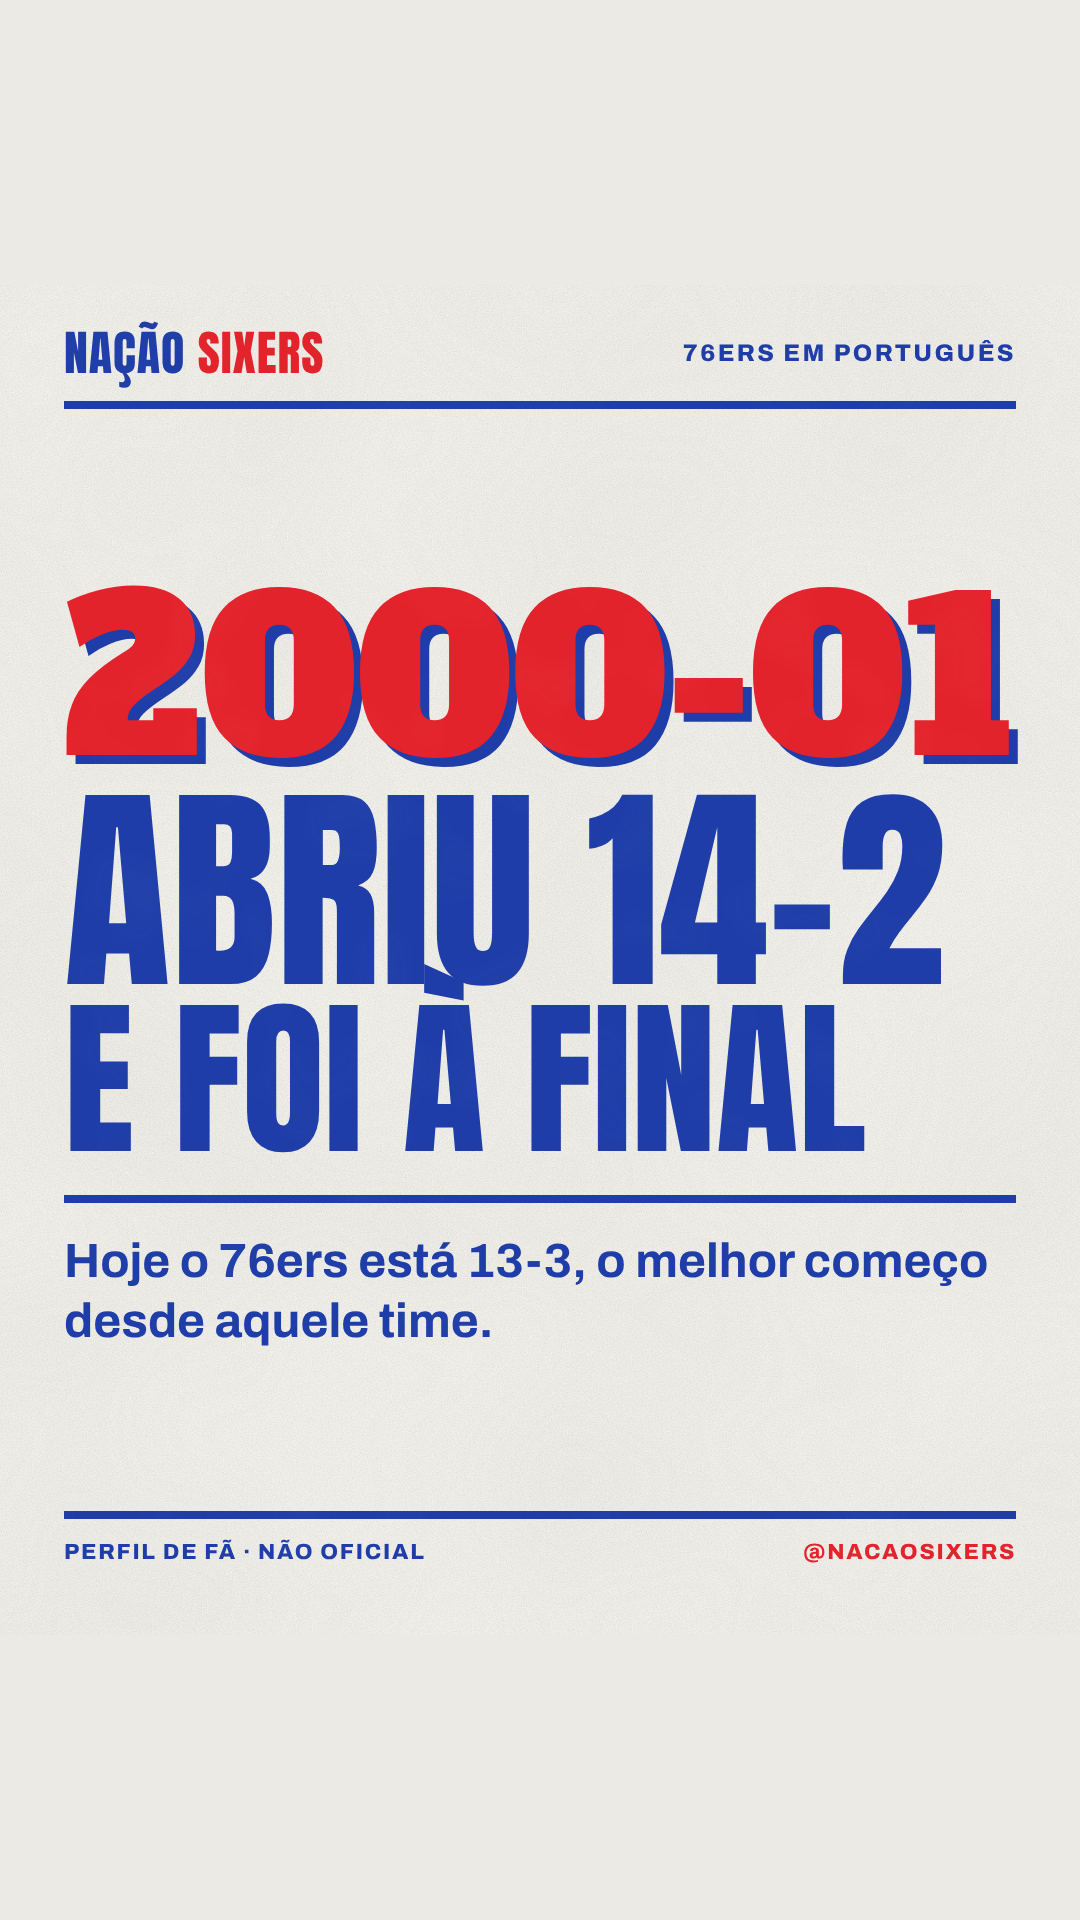 NAÇÃO SIXERS
76ERS EM PORTUGUÊS
2000-01
ABRIU 14-2
E FOI À FINAL
Hoje o 76ers está 13-3, o melhor começo
desde aquele time.
PERFIL DE FÃ · NÃO OFICIAL
@NACAOSIXERS